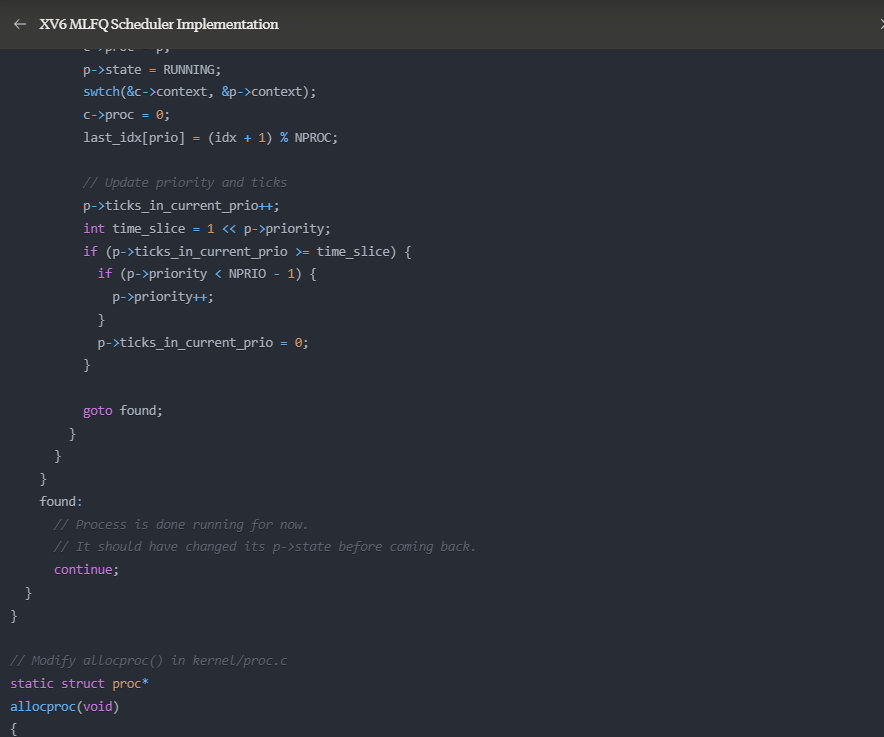 XV6 MLFQ Scheduler Implementation
p->state = RUNNING;
swtch(&c->context, &p->context);
c->proc = 0;
last_idx[prio] = (idx + 1) % NPROC;
// Update priority and ticks
p->ticks_in_current_prio++;
int time_slice = 1 << p->priority;
if (p->ticks_in_current_prio >= time_slice) {
if (p->priority < NPRIO - 1) {
p->priority++;
}
p->ticks_in_current_prio = 0;
}
goto found;
}
}
}
found:
// Process is done running for now.
// It should have changed its p->state before coming back.
continue;
}
}
// Modify allocproc() in kernel/proc.c
static struct proc*
allocproc(void)
{